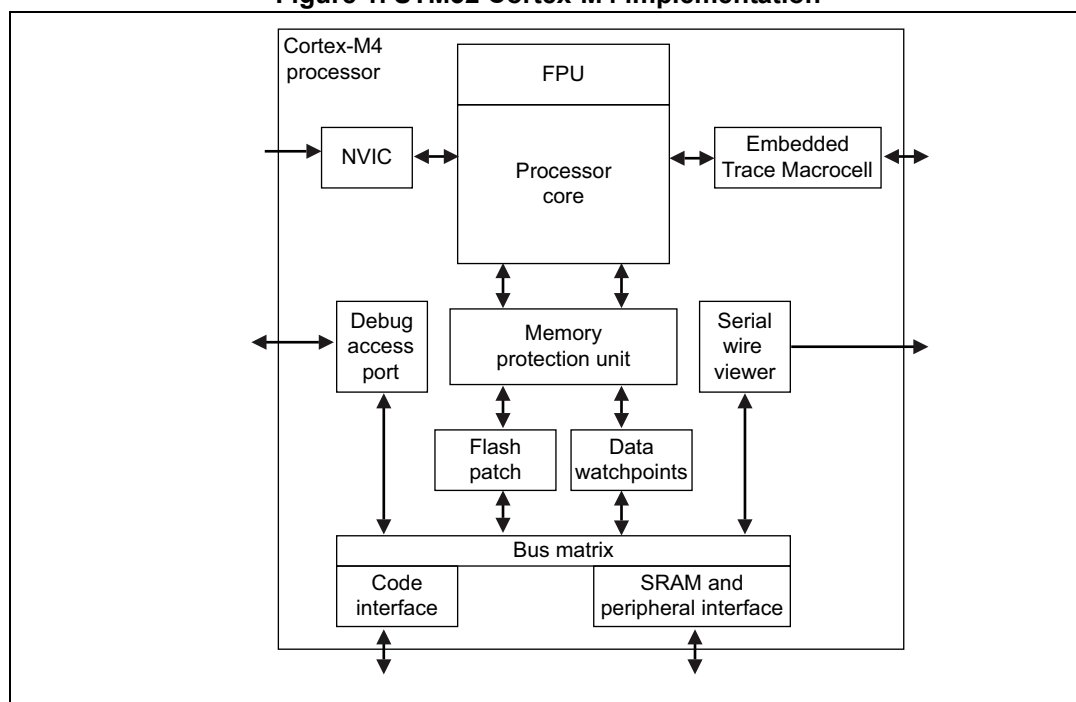 Cortex-M4
processor
FPU
NVIC
Processor
core
Embedded
Trace Macrocell
Debug
access
port
Memory
protection unit
Serial
wire
viewer
Flash
patch
Data
watchpoints
Bus matrix
Code
interface
SRAM and
peripheral interface